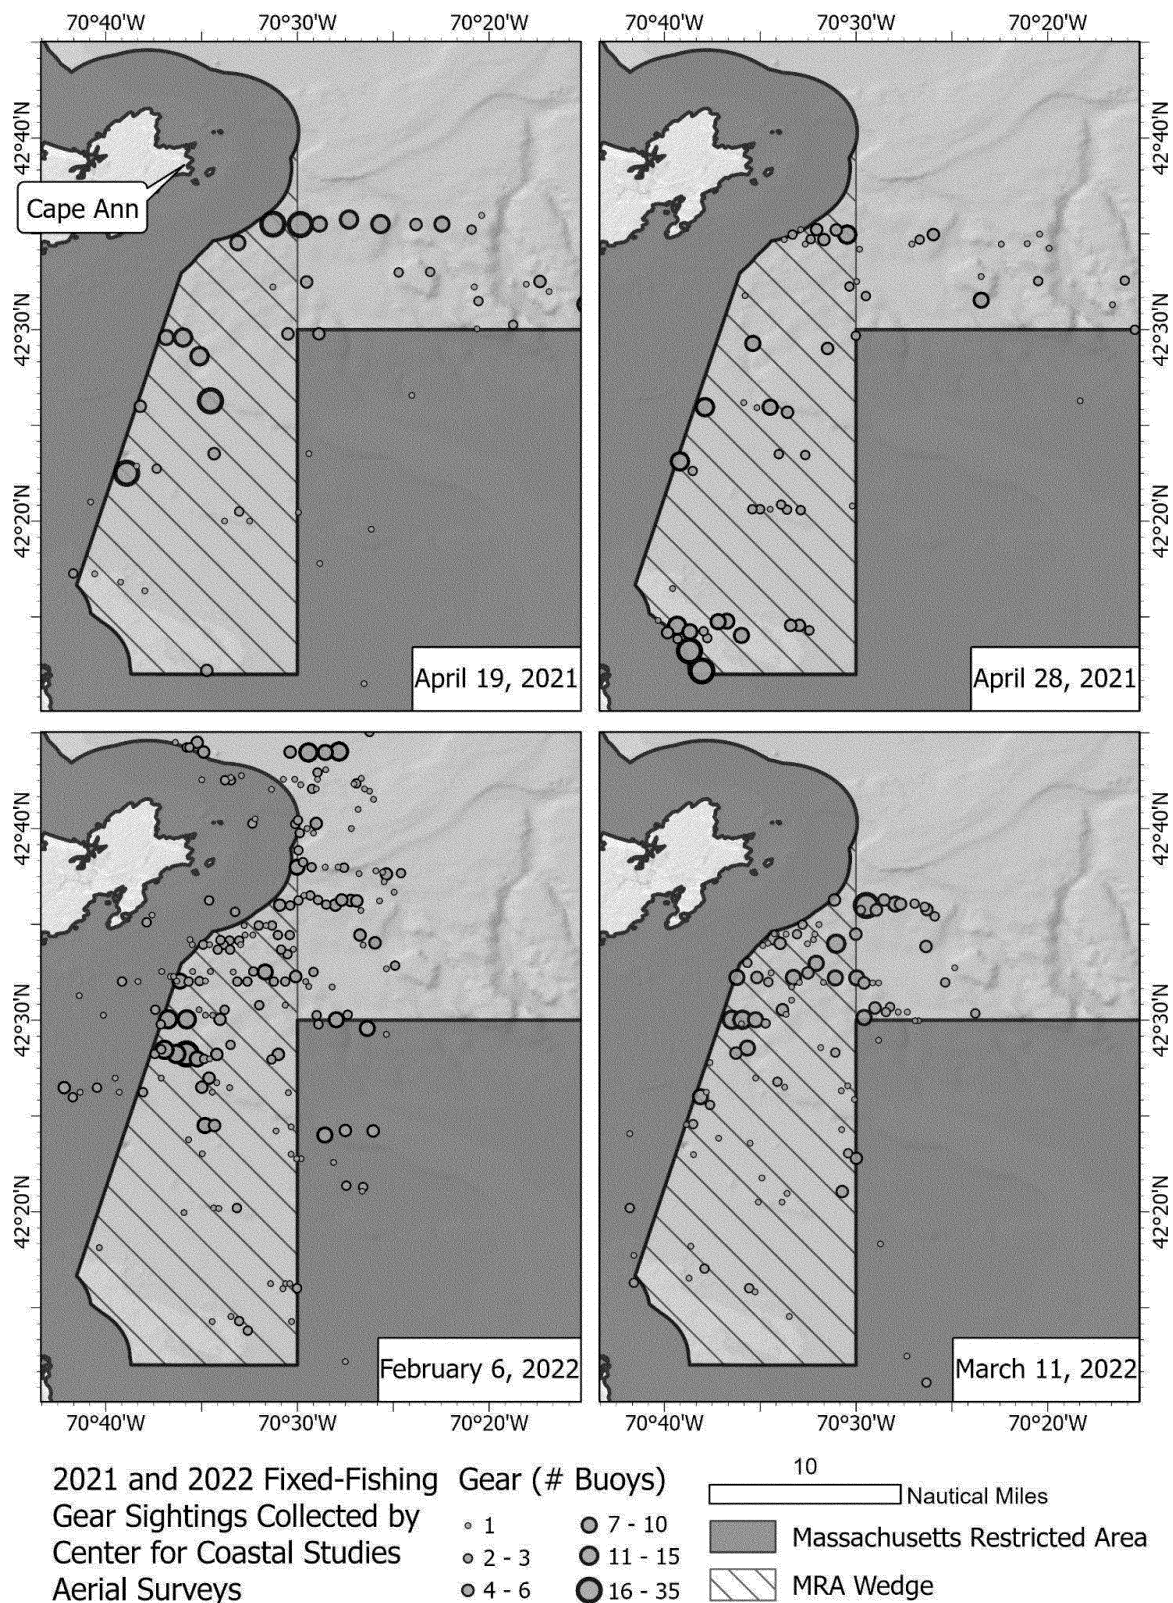 70°40'W 70°30'W 70°20'W 70°40'W 70°30'W 70°20'W
42°40'N 42°40'N
Cape Ann
42°30'N 42°30'N
42°20'N 42°20'N
April 19, 2021 April 28, 2021
42°40'N 42°40'N
42°30'N 42°30'N
42°20'N 42°20'N
February 6, 2022 March 11, 2022
70°40'W 70°30'W 70°20'W 70°40'W 70°30'W 70°20'W
2021 and 2022 Fixed-Fishing
Gear Sightings Collected by
Center for Coastal Studies
Aerial Surveys
Gear (# Buoys)
1
2 - 3
4 - 6
7 - 10
11 - 15
16 - 35
10
Nautical Miles
Massachusetts Restricted Area
MRA Wedge